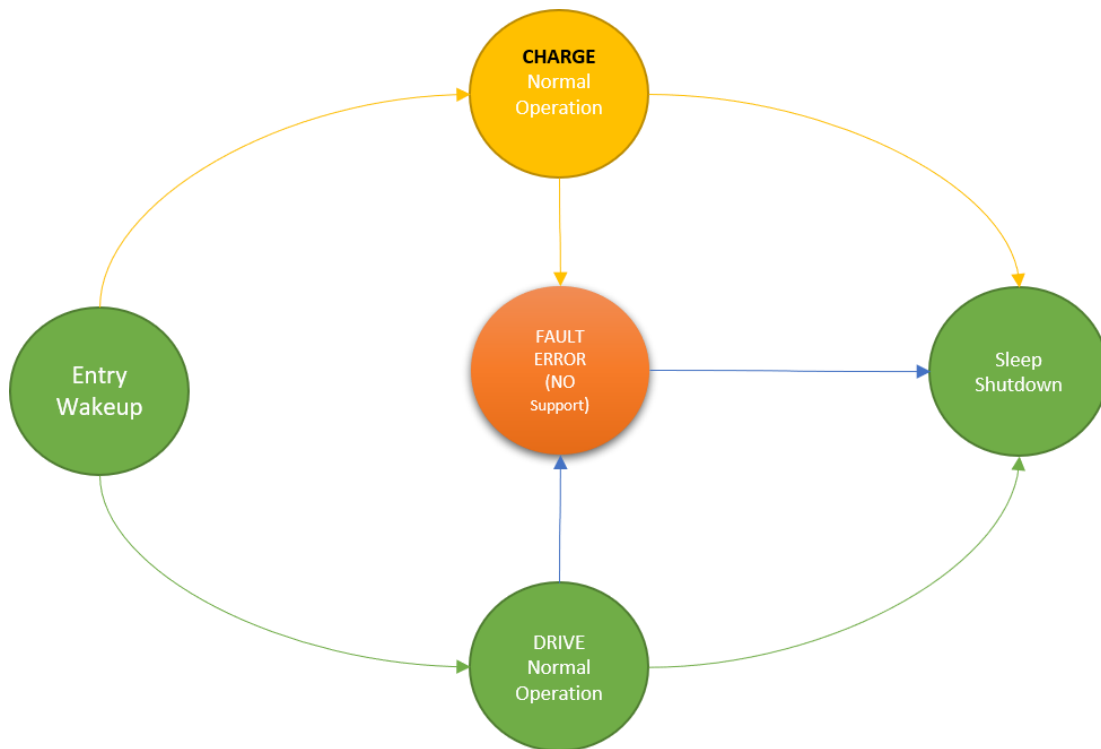 CHARGE
Normal
Operation
FAULT
ERROR
(NO
Support)
Entry
Wakeup
Sleep
Shutdown
DRIVE
Normal
Operation